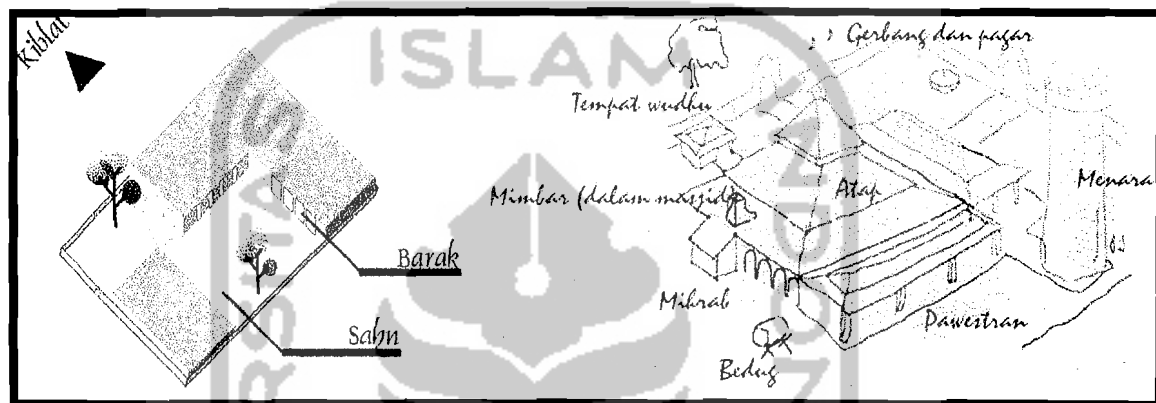 Kiblat
Barak
Sahn
ISLAM
Gerbang dan pagar
Tempat wudhu
Mimbar (dalam masjid)
Atap
Menara
Mihrab
Pawestran
Bedug